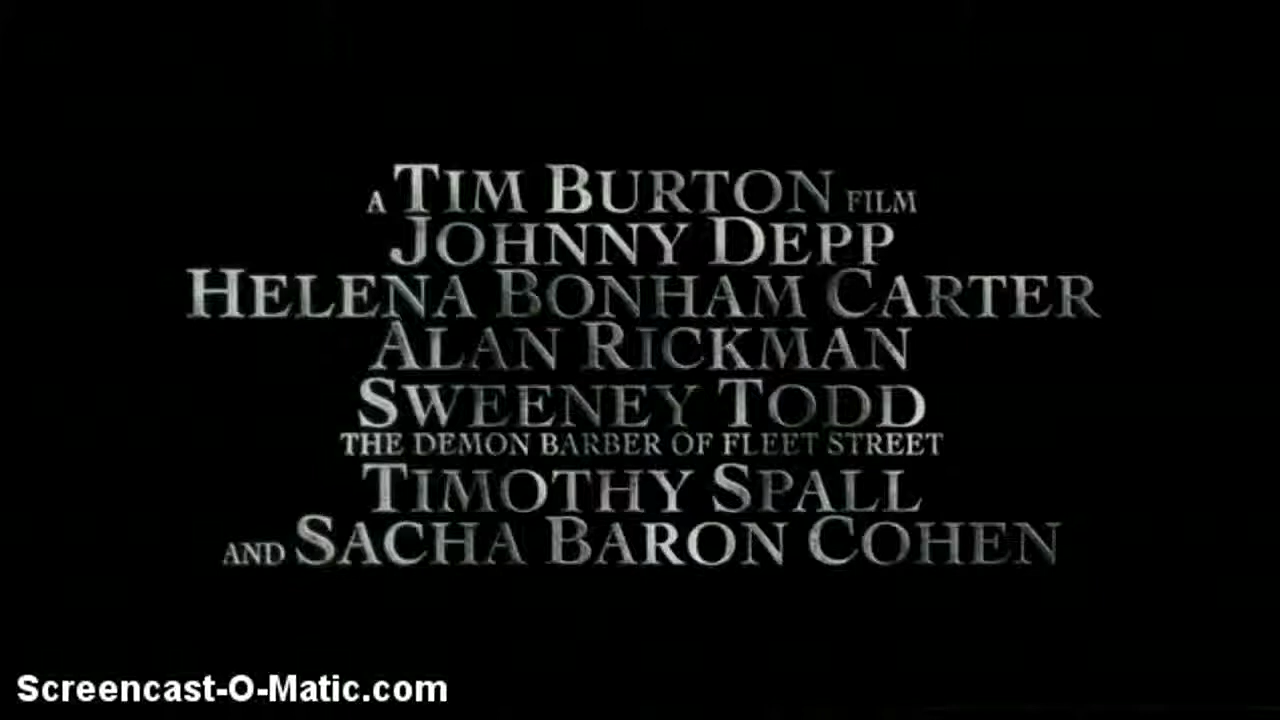 A TIM BURTON FILM
JOHNNY DEPP
HELENA BONHAM CARTER
ALAN RICKMAN
SWEENEY TODD
THE DEMON BARBER OF FLEET STREET
TIMOTHY SPALL
AND SACHA BARON COHEN
Screencast-O-Matic.com